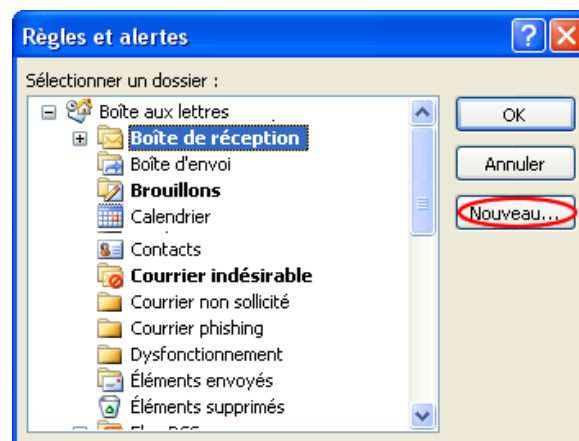 Règles et alertes
Sélectionner un dossier :
Boîte aux lettres
Boîte de réception
Boîte d'envoi
Brouillons
Calendrier
Contacts
Courrier indésirable
Courrier non sollicité
Courrier phishing
Dysfonctionnement
Éléments envoyés
Éléments supprimés
OK
Annuler
Nouveau...